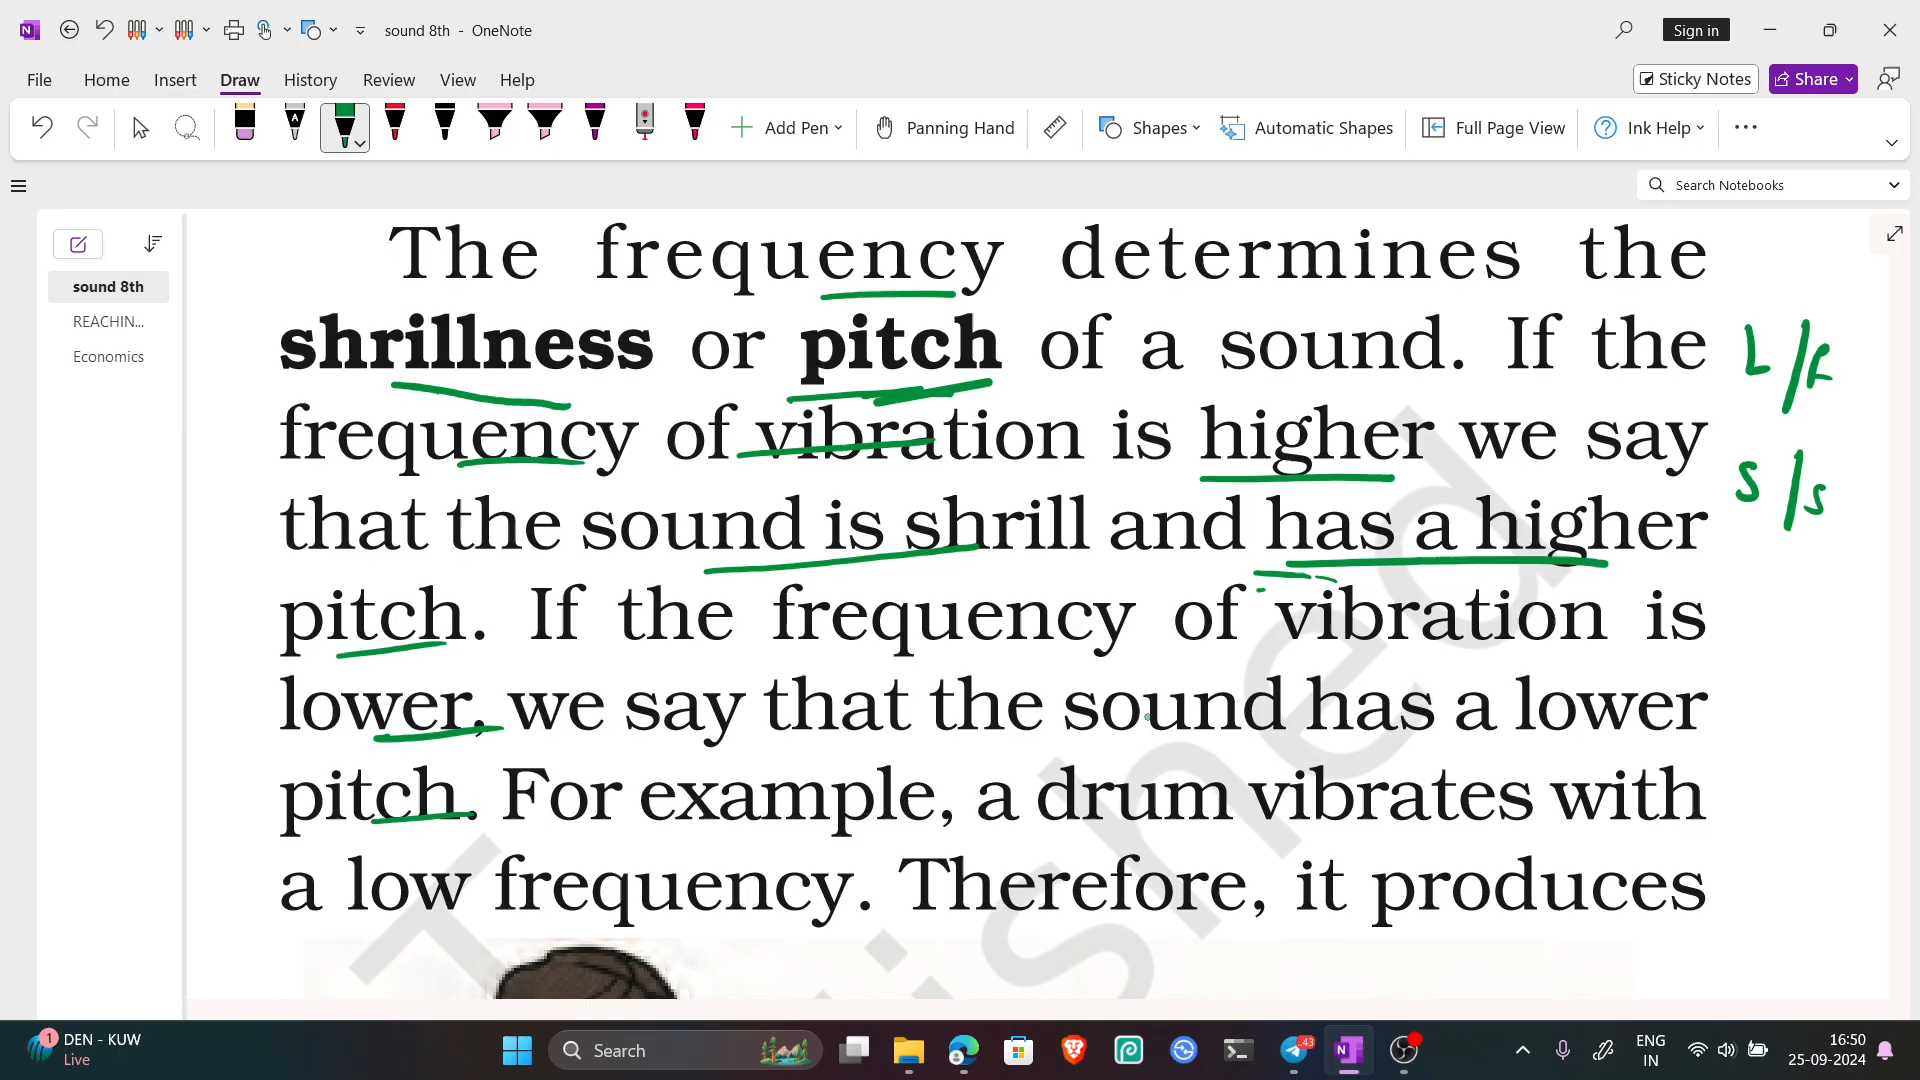 sound 8th - OneNote
Sign in
File Home Insert Draw History Review View Help
Sticky Notes Share
Add Pen Panning Hand Shapes Automatic Shapes Full Page View Ink Help
Search Notebooks
sound 8th
REACHIN...
Economics
The frequency determines the
shrillness or pitch of a sound. If the
frequency of vibration is higher we say
that the sound is shrill and has a higher
pitch. If the frequency of vibration is
lower, we say that the sound has a lower
pitch. For example, a drum vibrates with
a low frequency. Therefore, it produces
S/S
DEN - KUW
Live
Search
43
ENG
IN
16:50
25-09-2024